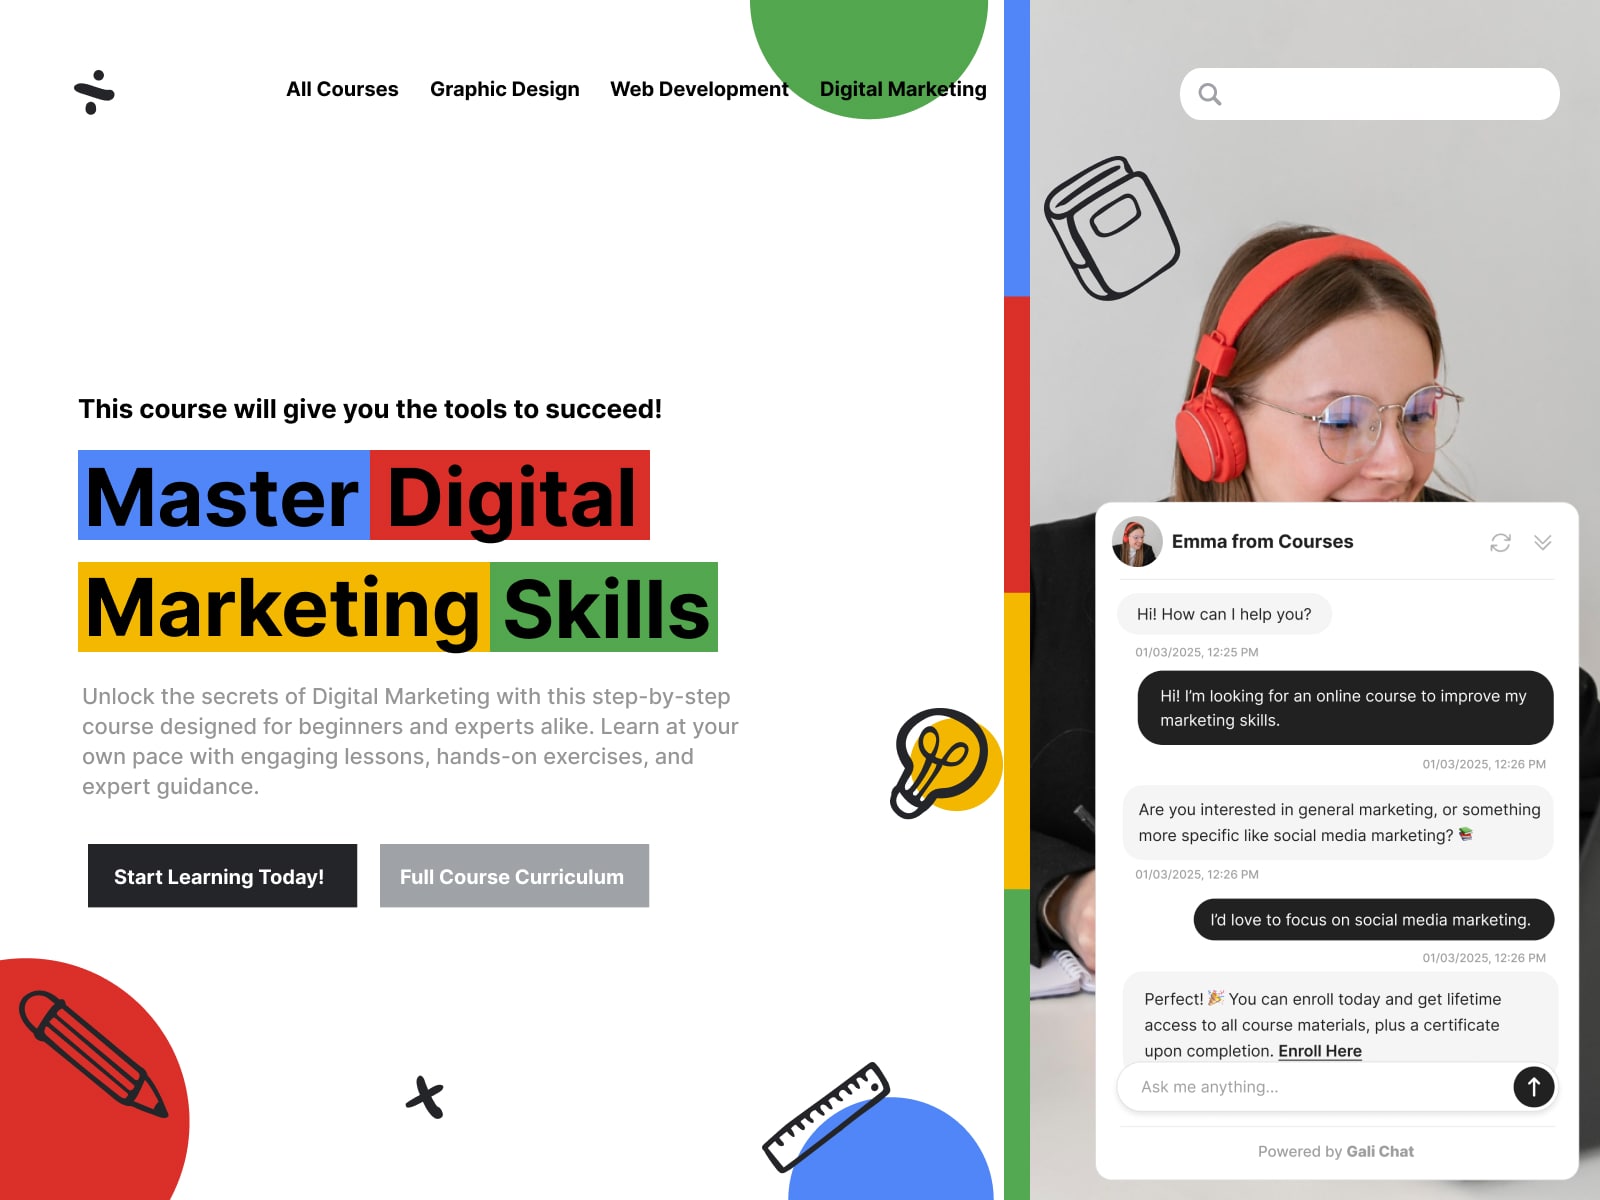 All Courses Graphic Design Web Development Digital Marketing
This course will give you the tools to succeed!
Master Digital
Marketing Skills
Unlock the secrets of Digital Marketing with this step-by-step
course designed for beginners and experts alike. Learn at your
own pace with engaging lessons, hands-on exercises, and
expert guidance.
Start Learning Today!
Full Course Curriculum
Emma from Courses
Hi! How can I help you?
01/03/2025, 12:25 PM
Hi! I’m looking for an online course to improve my
marketing skills.
01/03/2025, 12:26 PM
Are you interested in general marketing, or something
more specific like social media marketing? 📚
01/03/2025, 12:26 PM
I’d love to focus on social media marketing.
01/03/2025, 12:26 PM
Perfect! 🎉 You can enroll today and get lifetime
access to all course materials, plus a certificate
upon completion. Enroll Here
Ask me anything...
Powered by Gali Chat